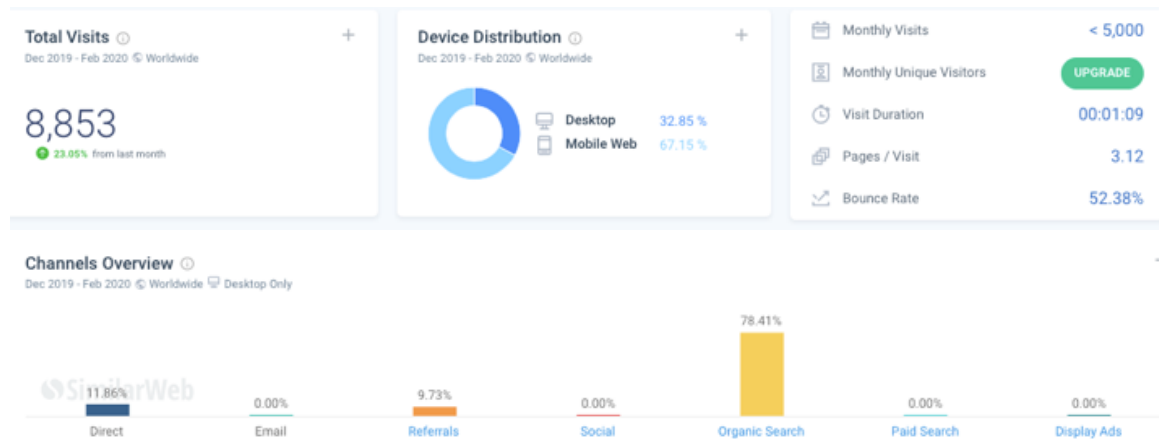 Total Visits
Dec 2019 - Feb 2020 Worldwide
8,853
23.05% from last month
Device Distribution
Dec 2019 - Feb 2020 Worldwide
Desktop 32.85 %
Mobile Web 67.15 %
Monthly Visits < 5,000
Monthly Unique Visitors UPGRADE
Visit Duration 00:01:09
Pages / Visit 3.12
Bounce Rate 52.38%
Channels Overview
Dec 2019 - Feb 2020 Worldwide Desktop Only
SimilarWeb
11.86% 0.00% 9.73% 0.00% 78.41% 0.00% 0.00%
Direct Email Referrals Social Organic Search Paid Search Display Ads